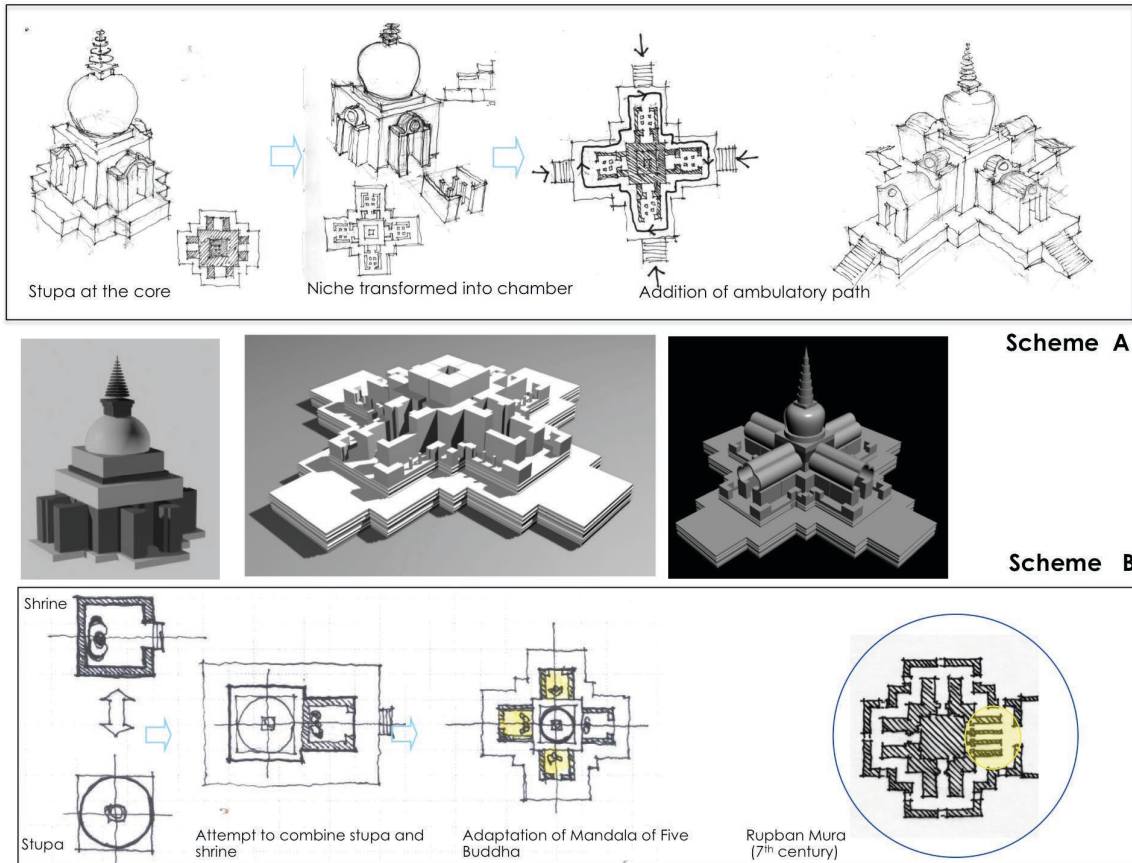 Stupa at the core
Niche transformed into chamber
Addition of ambulatory path
Scheme A
Scheme B
Shrine
Stupa
Attempt to combine stupa and
shrine
Adaptation of Mandala of Five
Buddha
Rupban Mura
(7th century)